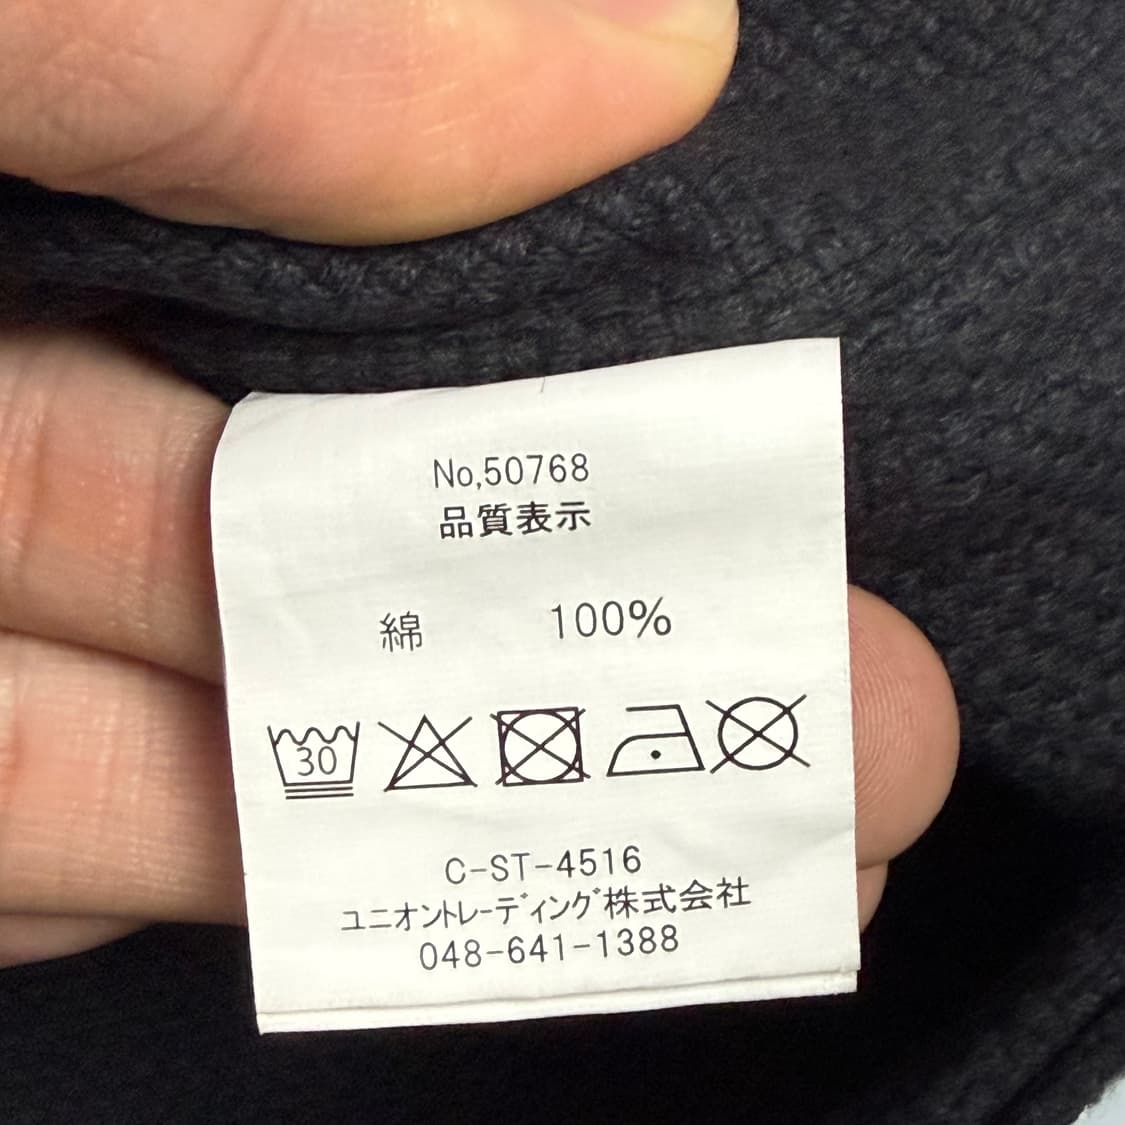 No,50768
品質表示
綿 100%
30
C-ST-4516
ユニオントレーディング株式会社
048-641-1388